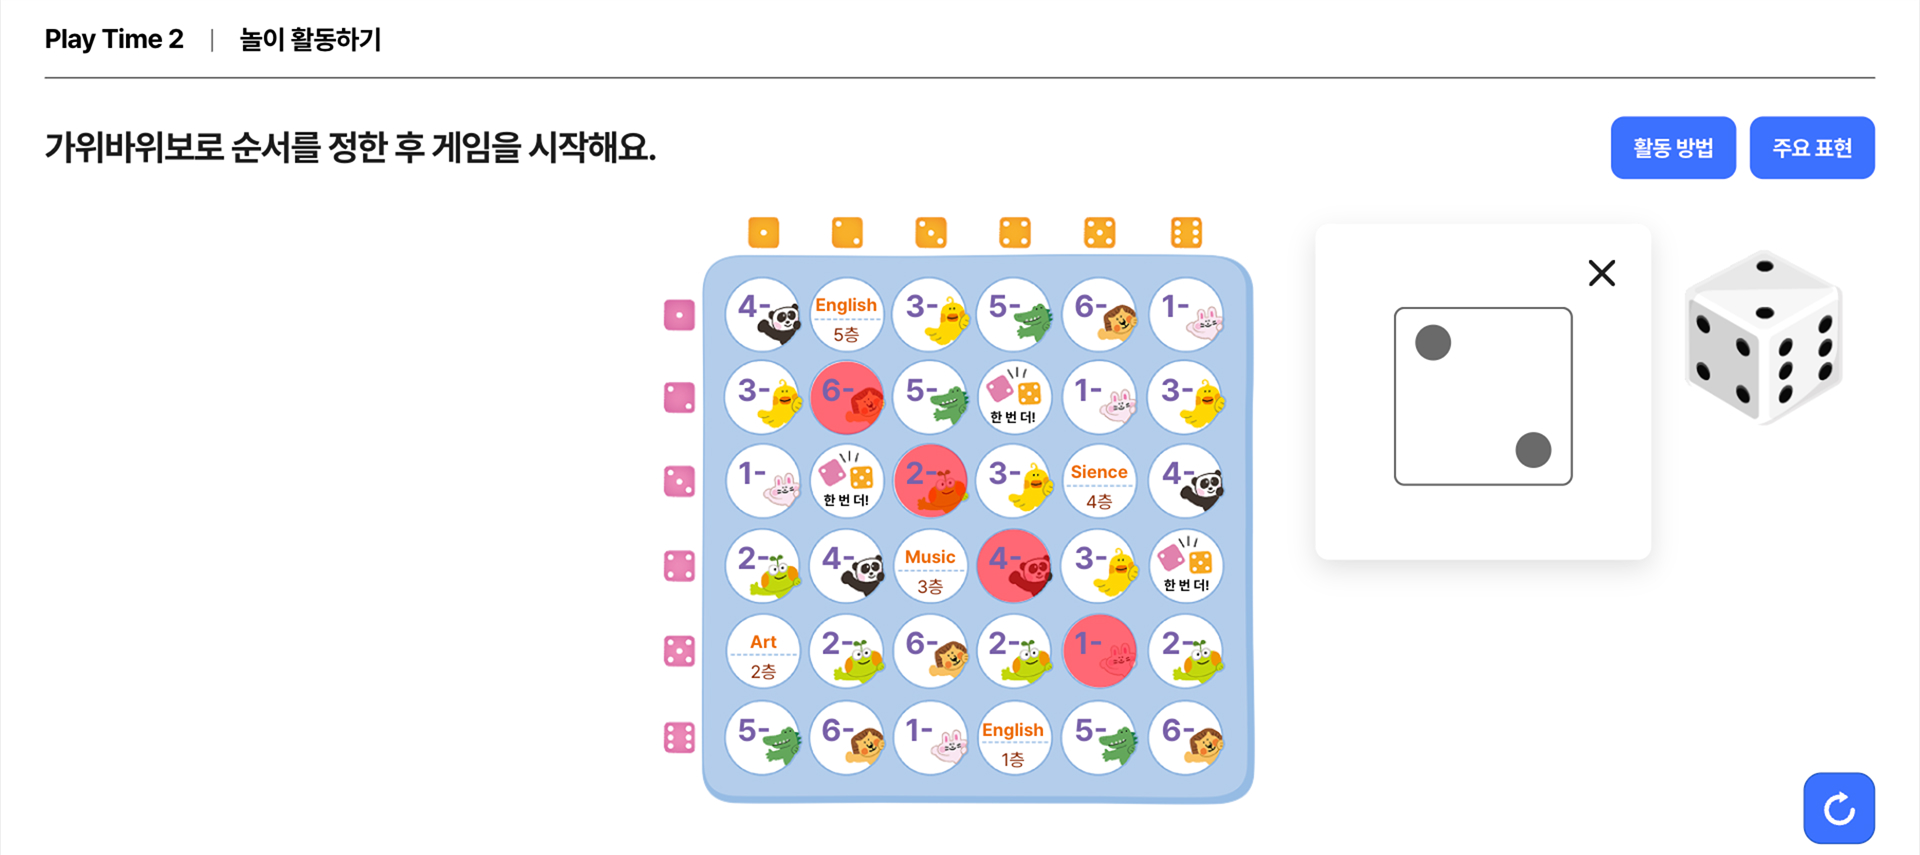 Play Time 2 | 놀이 활동하기
가위바위보로 순서를 정한 후 게임을 시작해요.
활동 방법
주요 표현
4-
English
5층
3-
5-
6-
1-
3-
6-
5-
한 번 더!
1-
3-
1-
한 번 더!
2-
3-
Sience
4층
4-
2-
4-
Music
3층
4-
3-
한 번 더!
Art
2층
2-
6-
2-
1-
2-
5-
6-
1-
English
1층
5-
6-